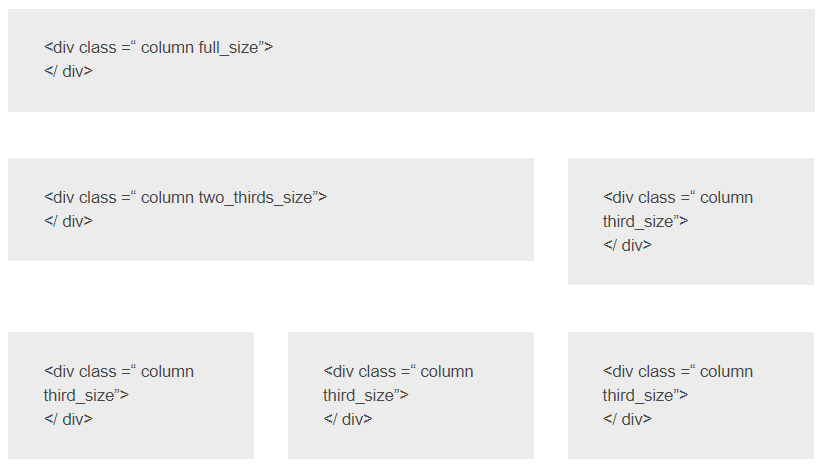 <div class =“ column full_size”>
</ div>
<div class =“ column two_thirds_size”>
</ div>
<div class =“ column
third_size”>
</ div>
<div class =“ column
third_size”>
</ div>
<div class =“ column
third_size”>
</ div>
<div class =“ column
third_size”>
</ div>